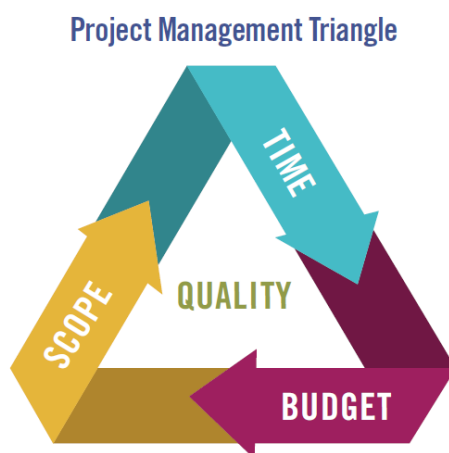 Project Management Triangle
TIME
QUALITY
SCOPE
BUDGET